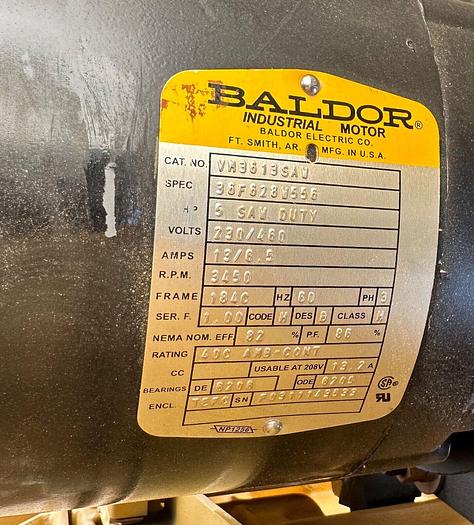 BALDOR®
INDUSTRIAL MOTOR
BALDOR ELECTRIC CO.
FT. SMITH, AR. MFG. IN U.S.A.
CAT. NO. VM3613SAW
SPEC 36F628W556
HP 5 SAW DUTY
VOLTS 230/460
AMPS 13/6.5
R.P.M. 3450
FRAME 184C HZ 60 PH 3
SER. F. 1.00 CODE DES B CLASS
NEMA NOM. EFF. 82 % P.F. 86 %
RATING 40C AMB-CONT
CC USABLE AT 208V 13.2 A
BEARINGS DE 6206 ODE 6205
ENCL. TEFC SN
NP1256